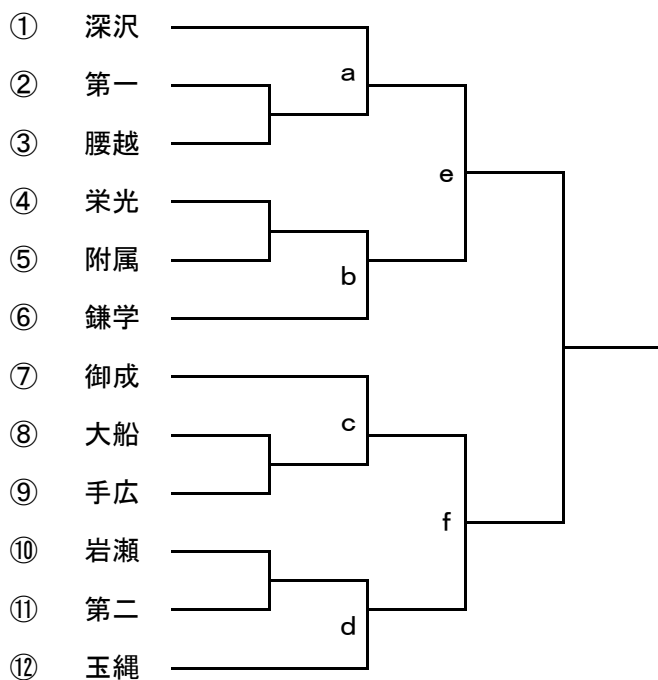 ① 深沢
a
② 第一
③ 腰越
e
④ 栄光
⑤ 附属
b
⑥ 鎌学
⑦ 御成
c
⑧ 大船
⑨ 手広
f
⑩ 岩瀬
⑪ 第二
d
⑫ 玉縄